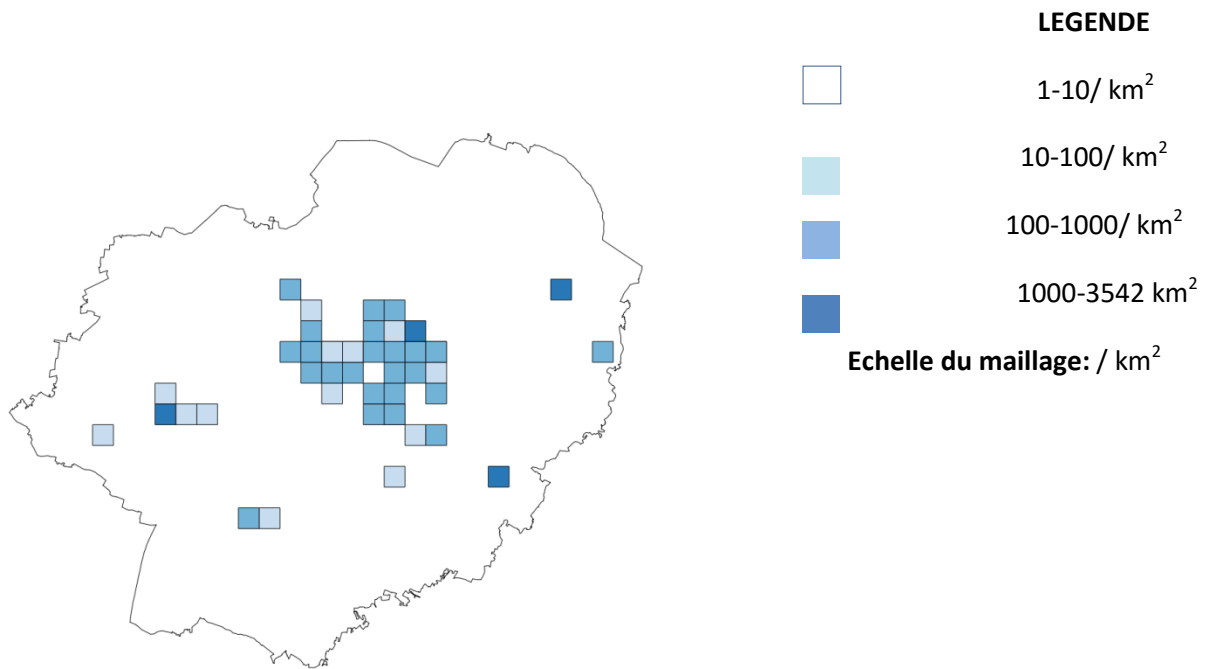 LEGENDE
1-10/ km²
10-100/ km²
100-1000/ km²
1000-3542 km²
Echelle du maillage: / km²